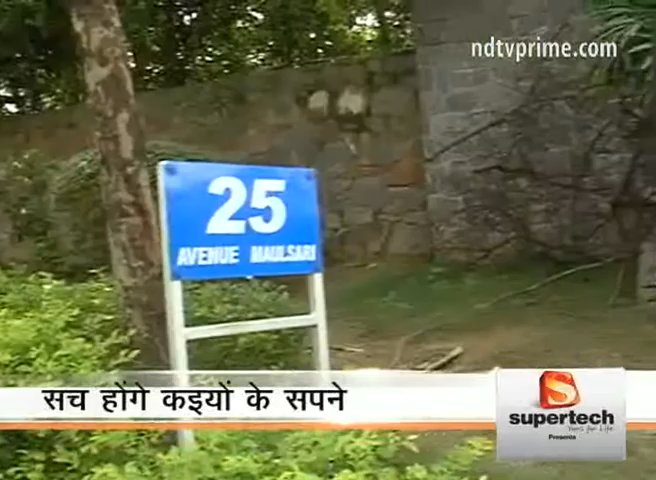 ndtvprime.com
25
AVENUE MAULSARI
सच होंगे कइयों के सपने
supertech
Presents